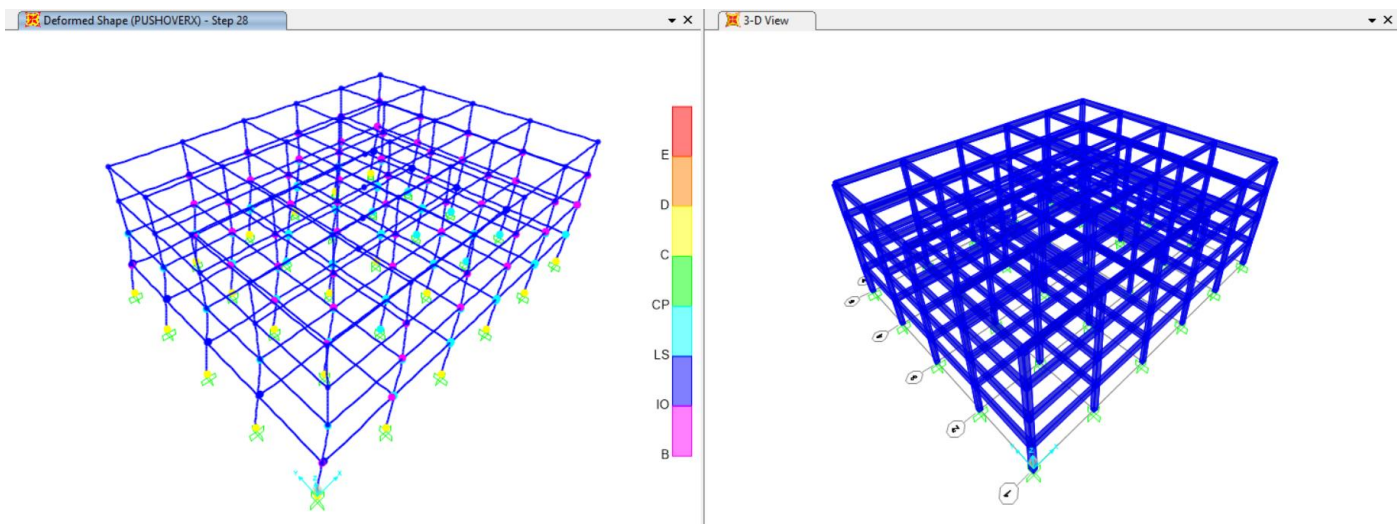 Deformed Shape (PUSHOVERX) - Step 28
3-D View
E
D
C
CP
LS
IO
B